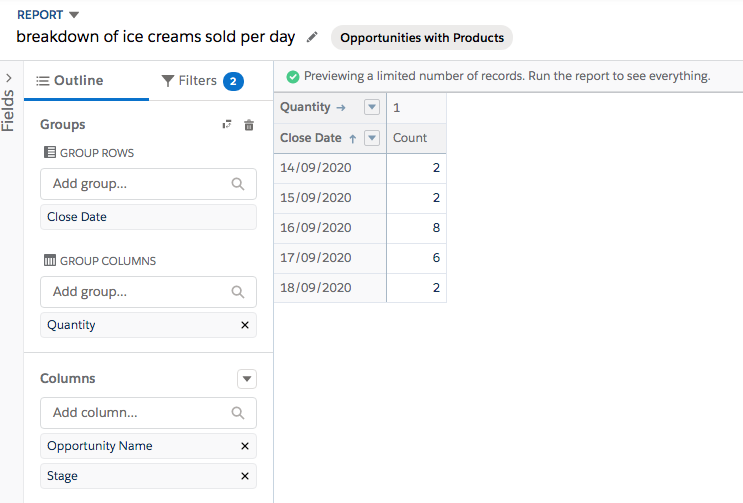 REPORT
breakdown of ice creams sold per day
Opportunities with Products
Fields
Outline
Filters 2
Previewing a limited number of records. Run the report to see everything.
Groups
GROUP ROWS
Add group...
Close Date
GROUP COLUMNS
Add group...
Quantity
Columns
Add column...
Opportunity Name
Stage
Quantity 1
Close Date Count
14/09/2020 2
15/09/2020 2
16/09/2020 8
17/09/2020 6
18/09/2020 2